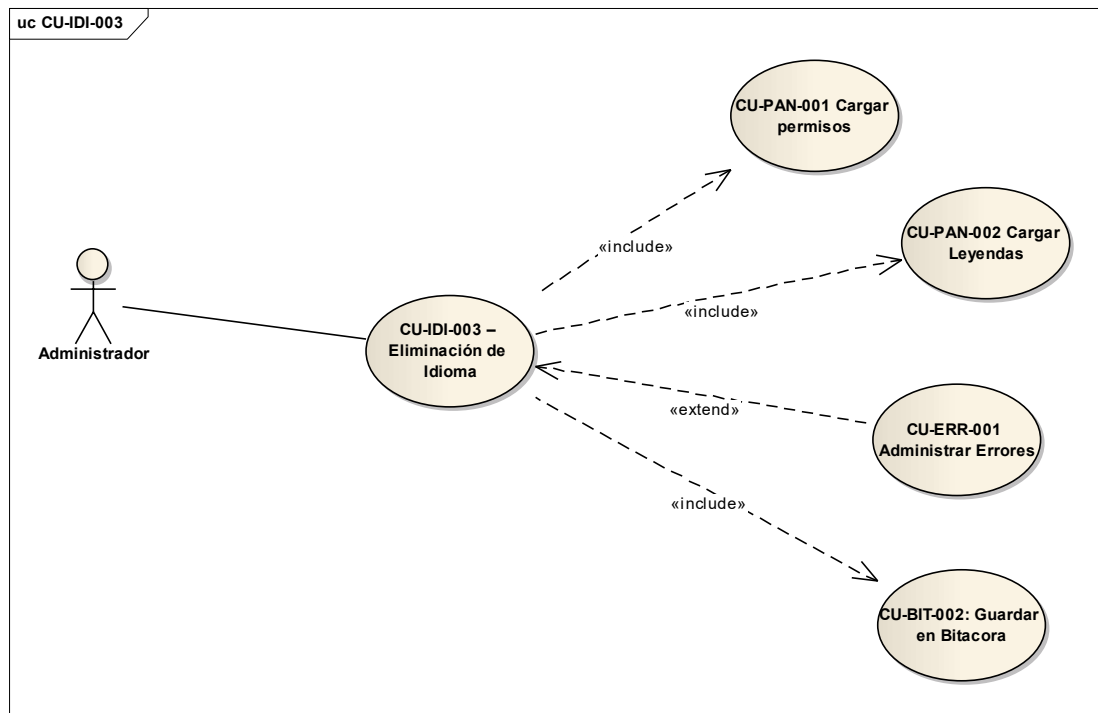 uc CU-IDI-003
CU-PAN-001 Cargar
permisos
CU-PAN-002 Cargar
Leyendas
«include»
«include»
Administrador
CU-IDI-003 –
Eliminación de
Idioma
«extend»
CU-ERR-001
Administrar Errores
«include»
CU-BIT-002: Guardar
en Bitacora